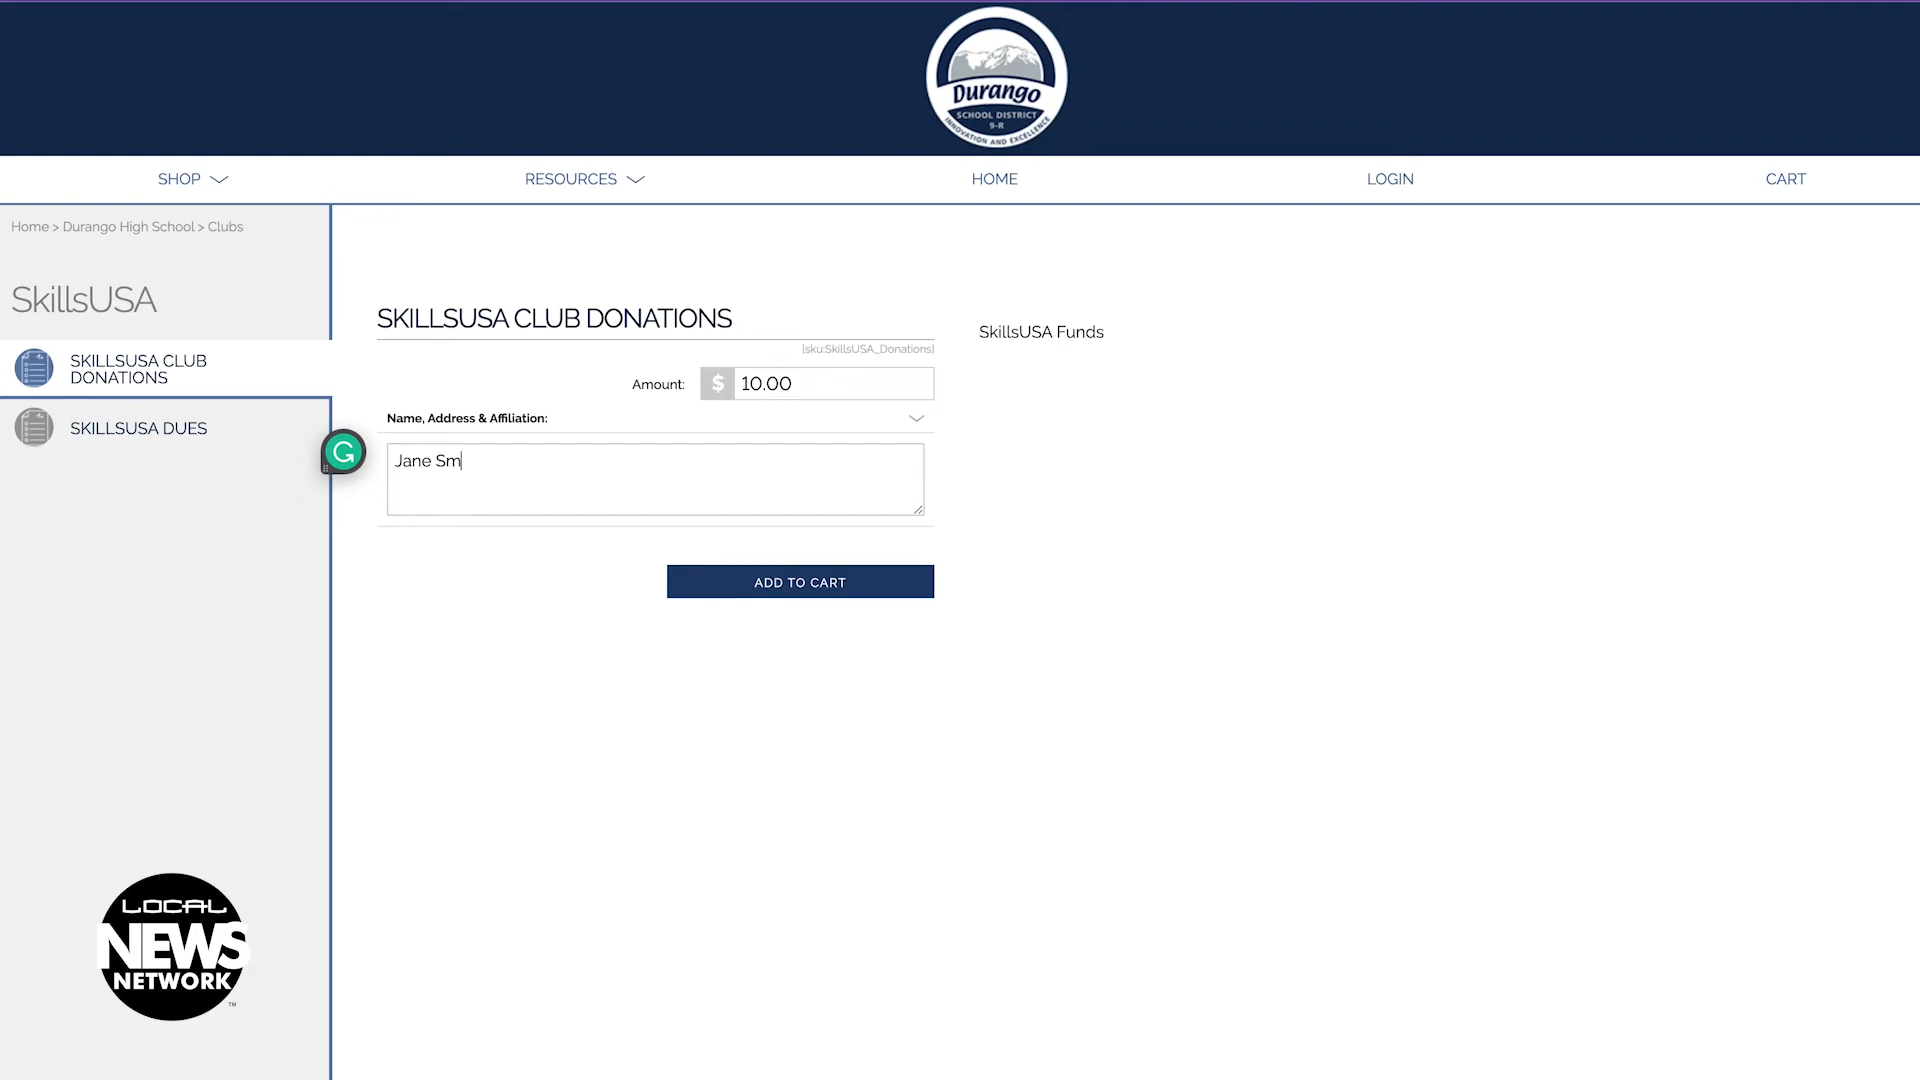 Durango
SCHOOL DISTRICT
9-R
INNOVATION AND EXCELLENCE
SHOP
RESOURCES
HOME
LOGIN
CART
Home > Durango High School > Clubs
SkillsUSA
SKILLSUSA CLUB
DONATIONS
SKILLSUSA DUES
SKILLSUSA CLUB DONATIONS
[sku:SkillsUSA_Donations]
Amount:
$ 10.00
Name, Address & Affiliation:
Jane Sm
ADD TO CART
SkillsUSA Funds
LOCAL
NEWS
NETWORK
TM